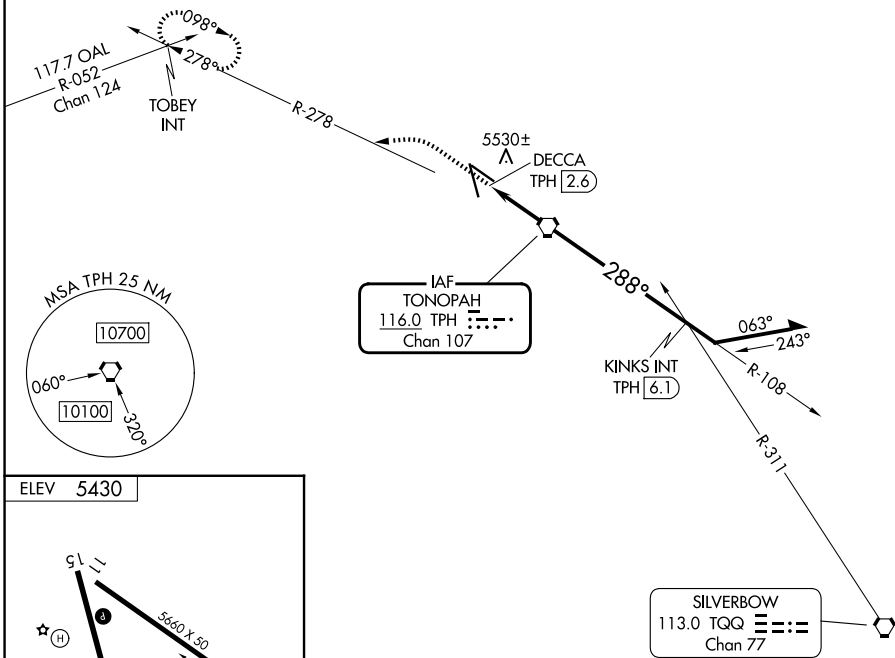 098°
278°
117.7 OAL
R-052
Chan 124
TOBEY
INT
R-278
5530±
DECCA
TPH 2.6
IAF
TONOPAH
116.0 TPH
Chan 107
288°
063°
243°
KINKS INT
TPH 6.1
R-108
R-311
MSA TPH 25 NM
10700
060°
10100
320°
ELEV 5430
15
11
5660 X 50
P
H
SILVERBOW
113.0 TQQ
Chan 77